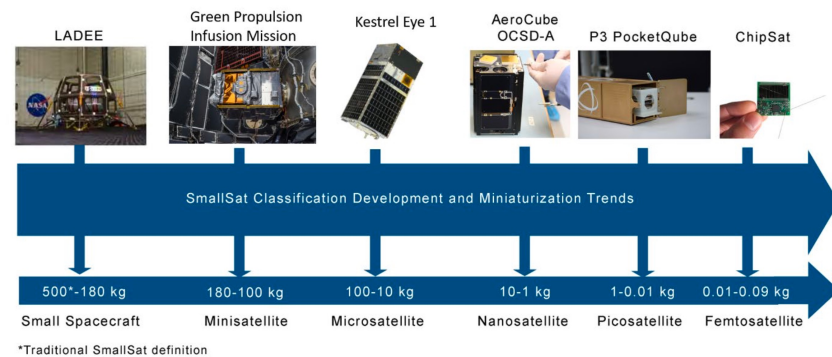 LADEE
Green Propulsion
Infusion Mission
Kestrel Eye 1
AeroCube
OCSD-A
P3 PocketQube
ChipSat
NASA
SmallSat Classification Development and Miniaturization Trends
500*-180 kg
180-100 kg
100-10 kg
10-1 kg
1-0.01 kg
0.01-0.09 kg
Small Spacecraft
Minisatellite
Microsatellite
Nanosatellite
Picosatellite
Femtosatellite
*Traditional SmallSat definition